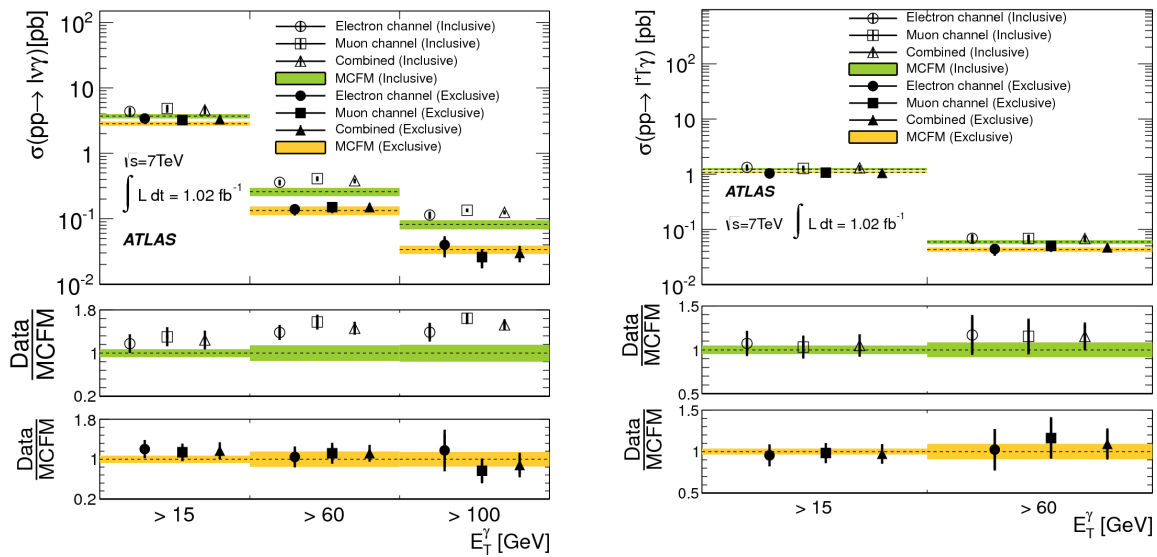 σ(pp→ lνγ)[pb]
10²
10
1
10⁻¹
10⁻²
Electron channel (Inclusive)
Muon channel (Inclusive)
Combined (Inclusive)
MCFM (Inclusive)
Electron channel (Exclusive)
Muon channel (Exclusive)
Combined (Exclusive)
MCFM (Exclusive)
√s=7TeV
∫ L dt = 1.02 fb⁻¹
ATLAS
Data
MCFM
1.8
1
0.2
Data
MCFM
1.8
1
0.2
> 15 > 60 > 100
E_T^γ [GeV]
σ(pp→ l⁺l⁻γ) [pb]
10²
10
1
10⁻¹
10⁻²
Electron channel (Inclusive)
Muon channel (Inclusive)
Combined (Inclusive)
MCFM (Inclusive)
Electron channel (Exclusive)
Muon channel (Exclusive)
Combined (Exclusive)
MCFM (Exclusive)
ATLAS
√s=7TeV ∫ L dt = 1.02 fb⁻¹
Data
MCFM
1.5
1
0.5
Data
MCFM
1.5
1
0.5
> 15 > 60
E_T^γ [GeV]